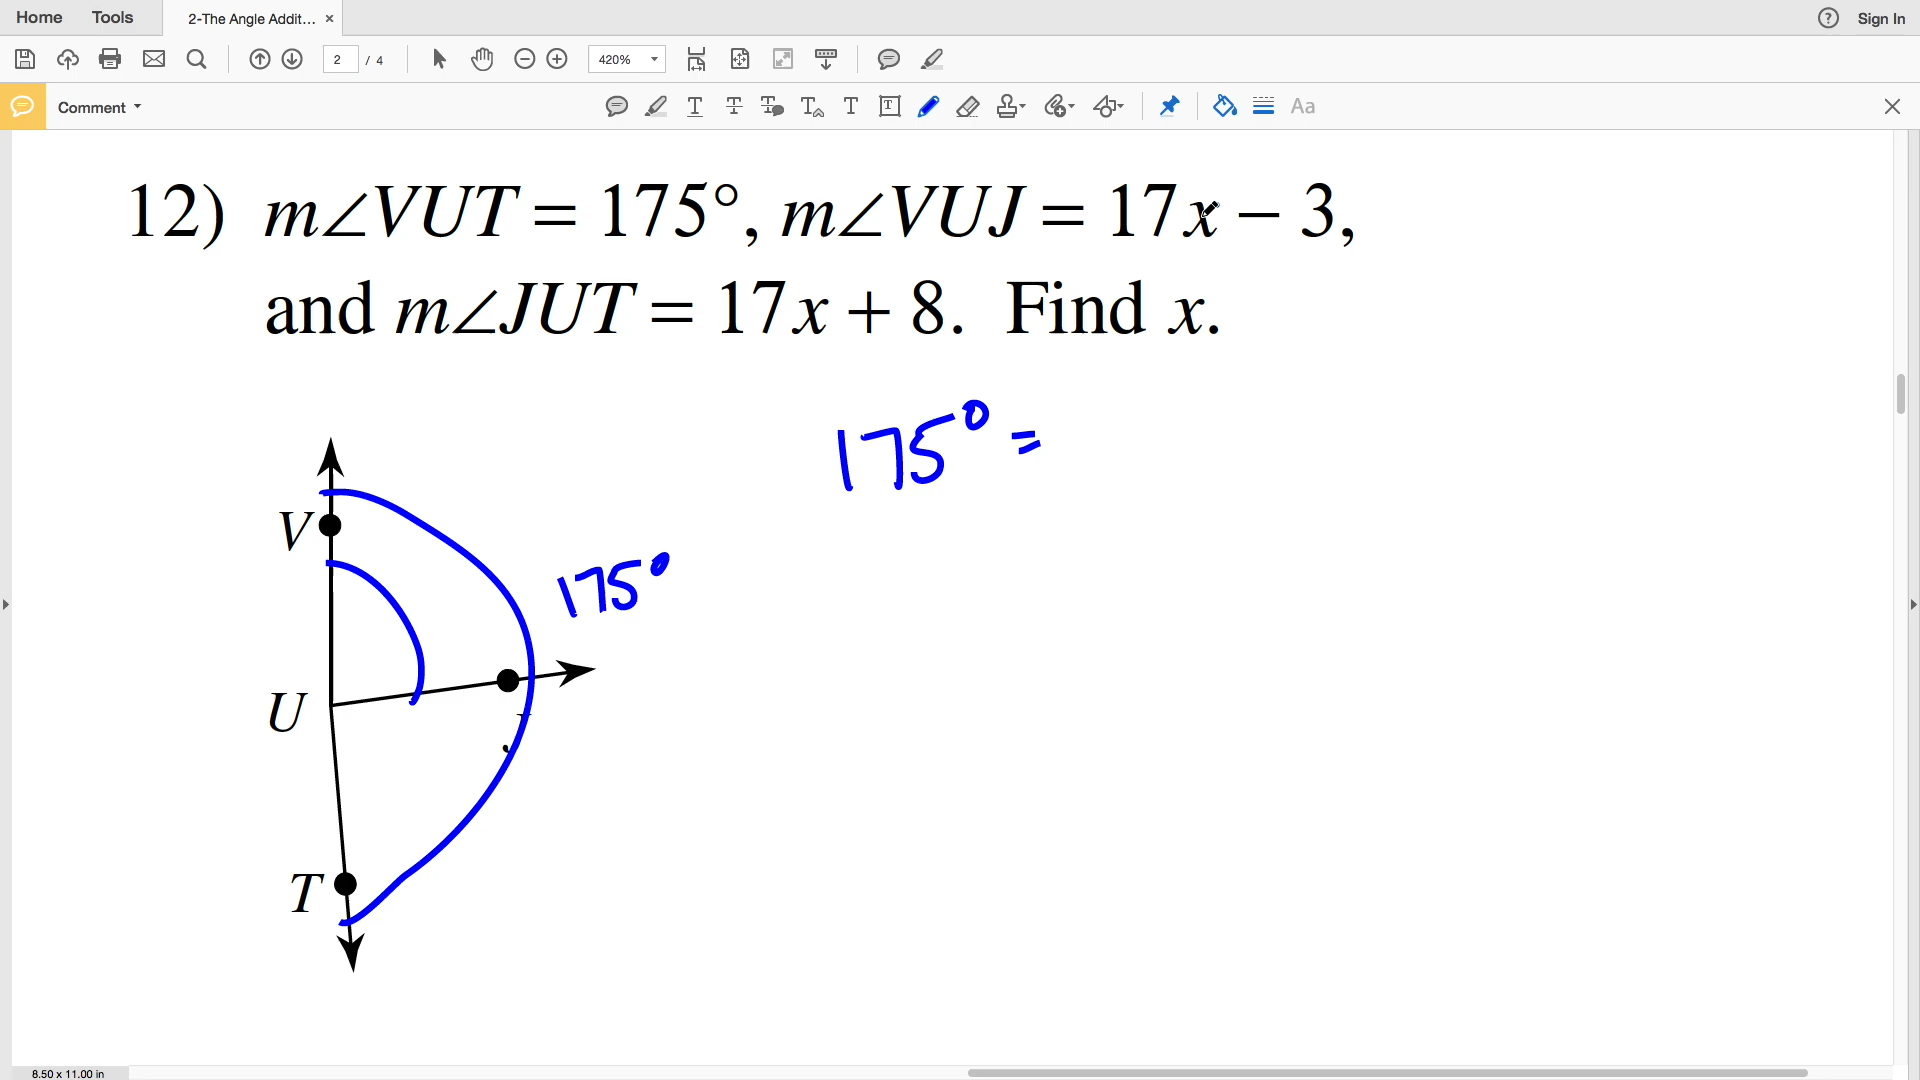 Home Tools 2-The Angle Addit... × Sign In
2 / 4 420%
Comment Aa
12) m∠VUT = 175°, m∠VUJ = 17x − 3,
and m∠JUT = 17x + 8. Find x.
175° =
V
175°
U
J
T
8.50 x 11.00 in